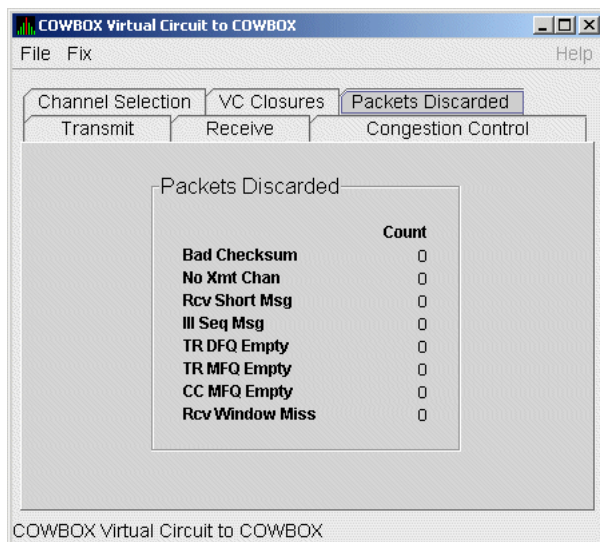 COWBOX Virtual Circuit to COWBOX
File Fix Help
Channel Selection VC Closures Packets Discarded
Transmit Receive Congestion Control
Packets Discarded
Count
Bad Checksum 0
No Xmt Chan 0
Rcv Short Msg 0
Ill Seq Msg 0
TR DFQ Empty 0
TR MFQ Empty 0
CC MFQ Empty 0
Rcv Window Miss 0
COWBOX Virtual Circuit to COWBOX